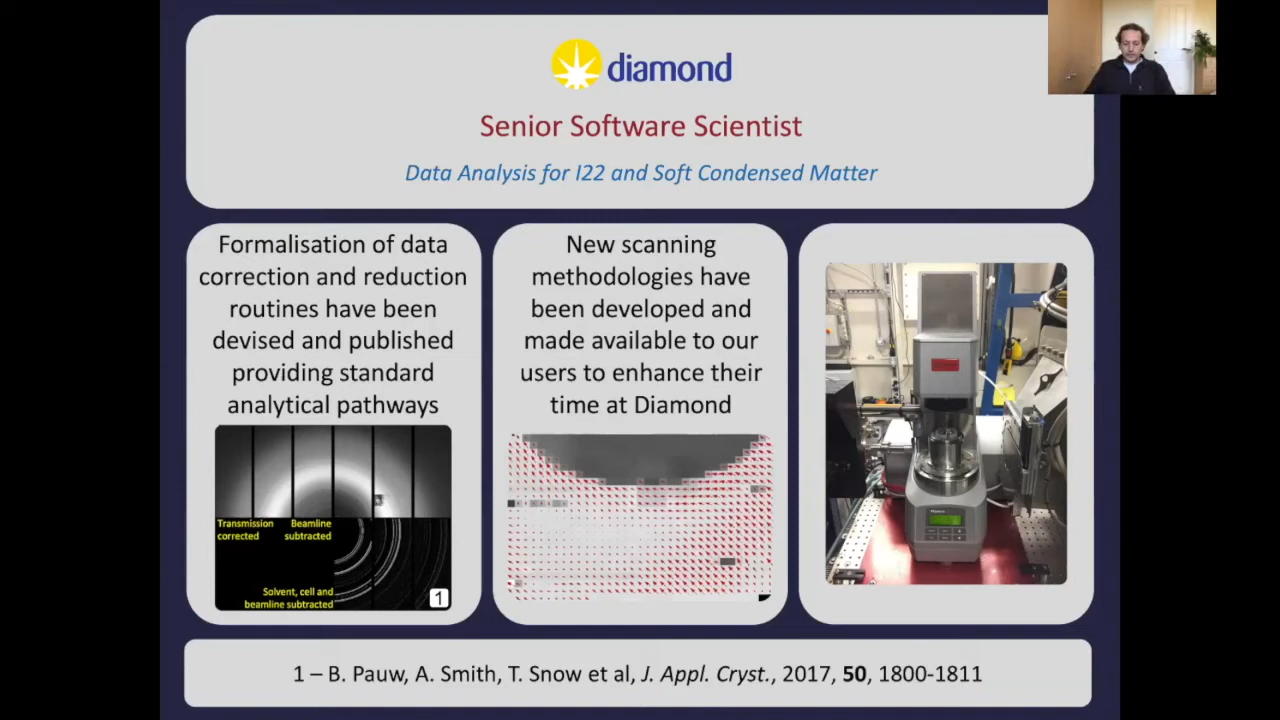 diamond
Senior Software Scientist
Data Analysis for I22 and Soft Condensed Matter
Formalisation of data
correction and reduction
routines have been
devised and published
providing standard
analytical pathways
Transmission
corrected
Beamline
subtracted
Solvent, cell and
beamline subtracted
1
New scanning
methodologies have
been developed and
made available to our
users to enhance their
time at Diamond
1 – B. Pauw, A. Smith, T. Snow et al, J. Appl. Cryst., 2017, 50, 1800-1811